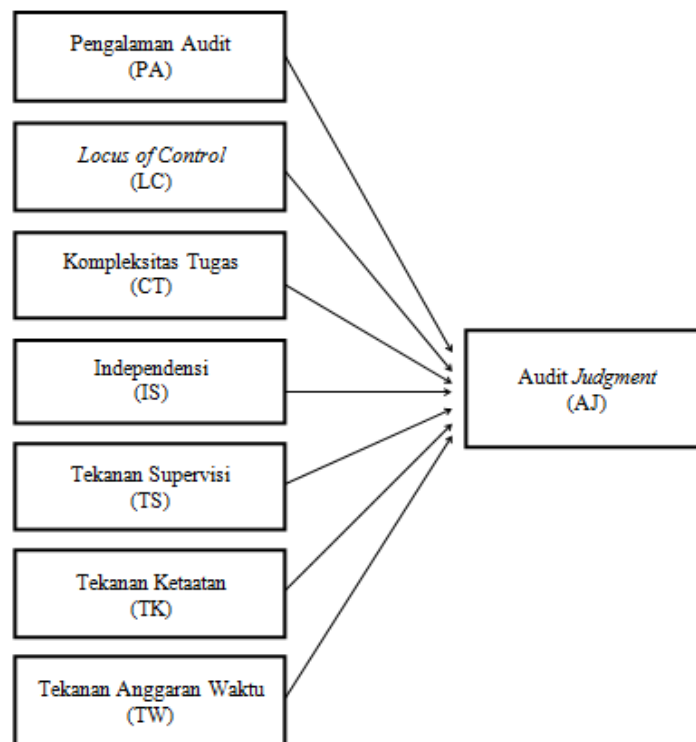 Pengalaman Audit
(PA)
Locus of Control
(LC)
Kompleksitas Tugas
(CT)
Independensi
(IS)
Tekanan Supervisi
(TS)
Tekanan Ketaatan
(TK)
Tekanan Anggaran Waktu
(TW)
Audit Judgment
(AJ)